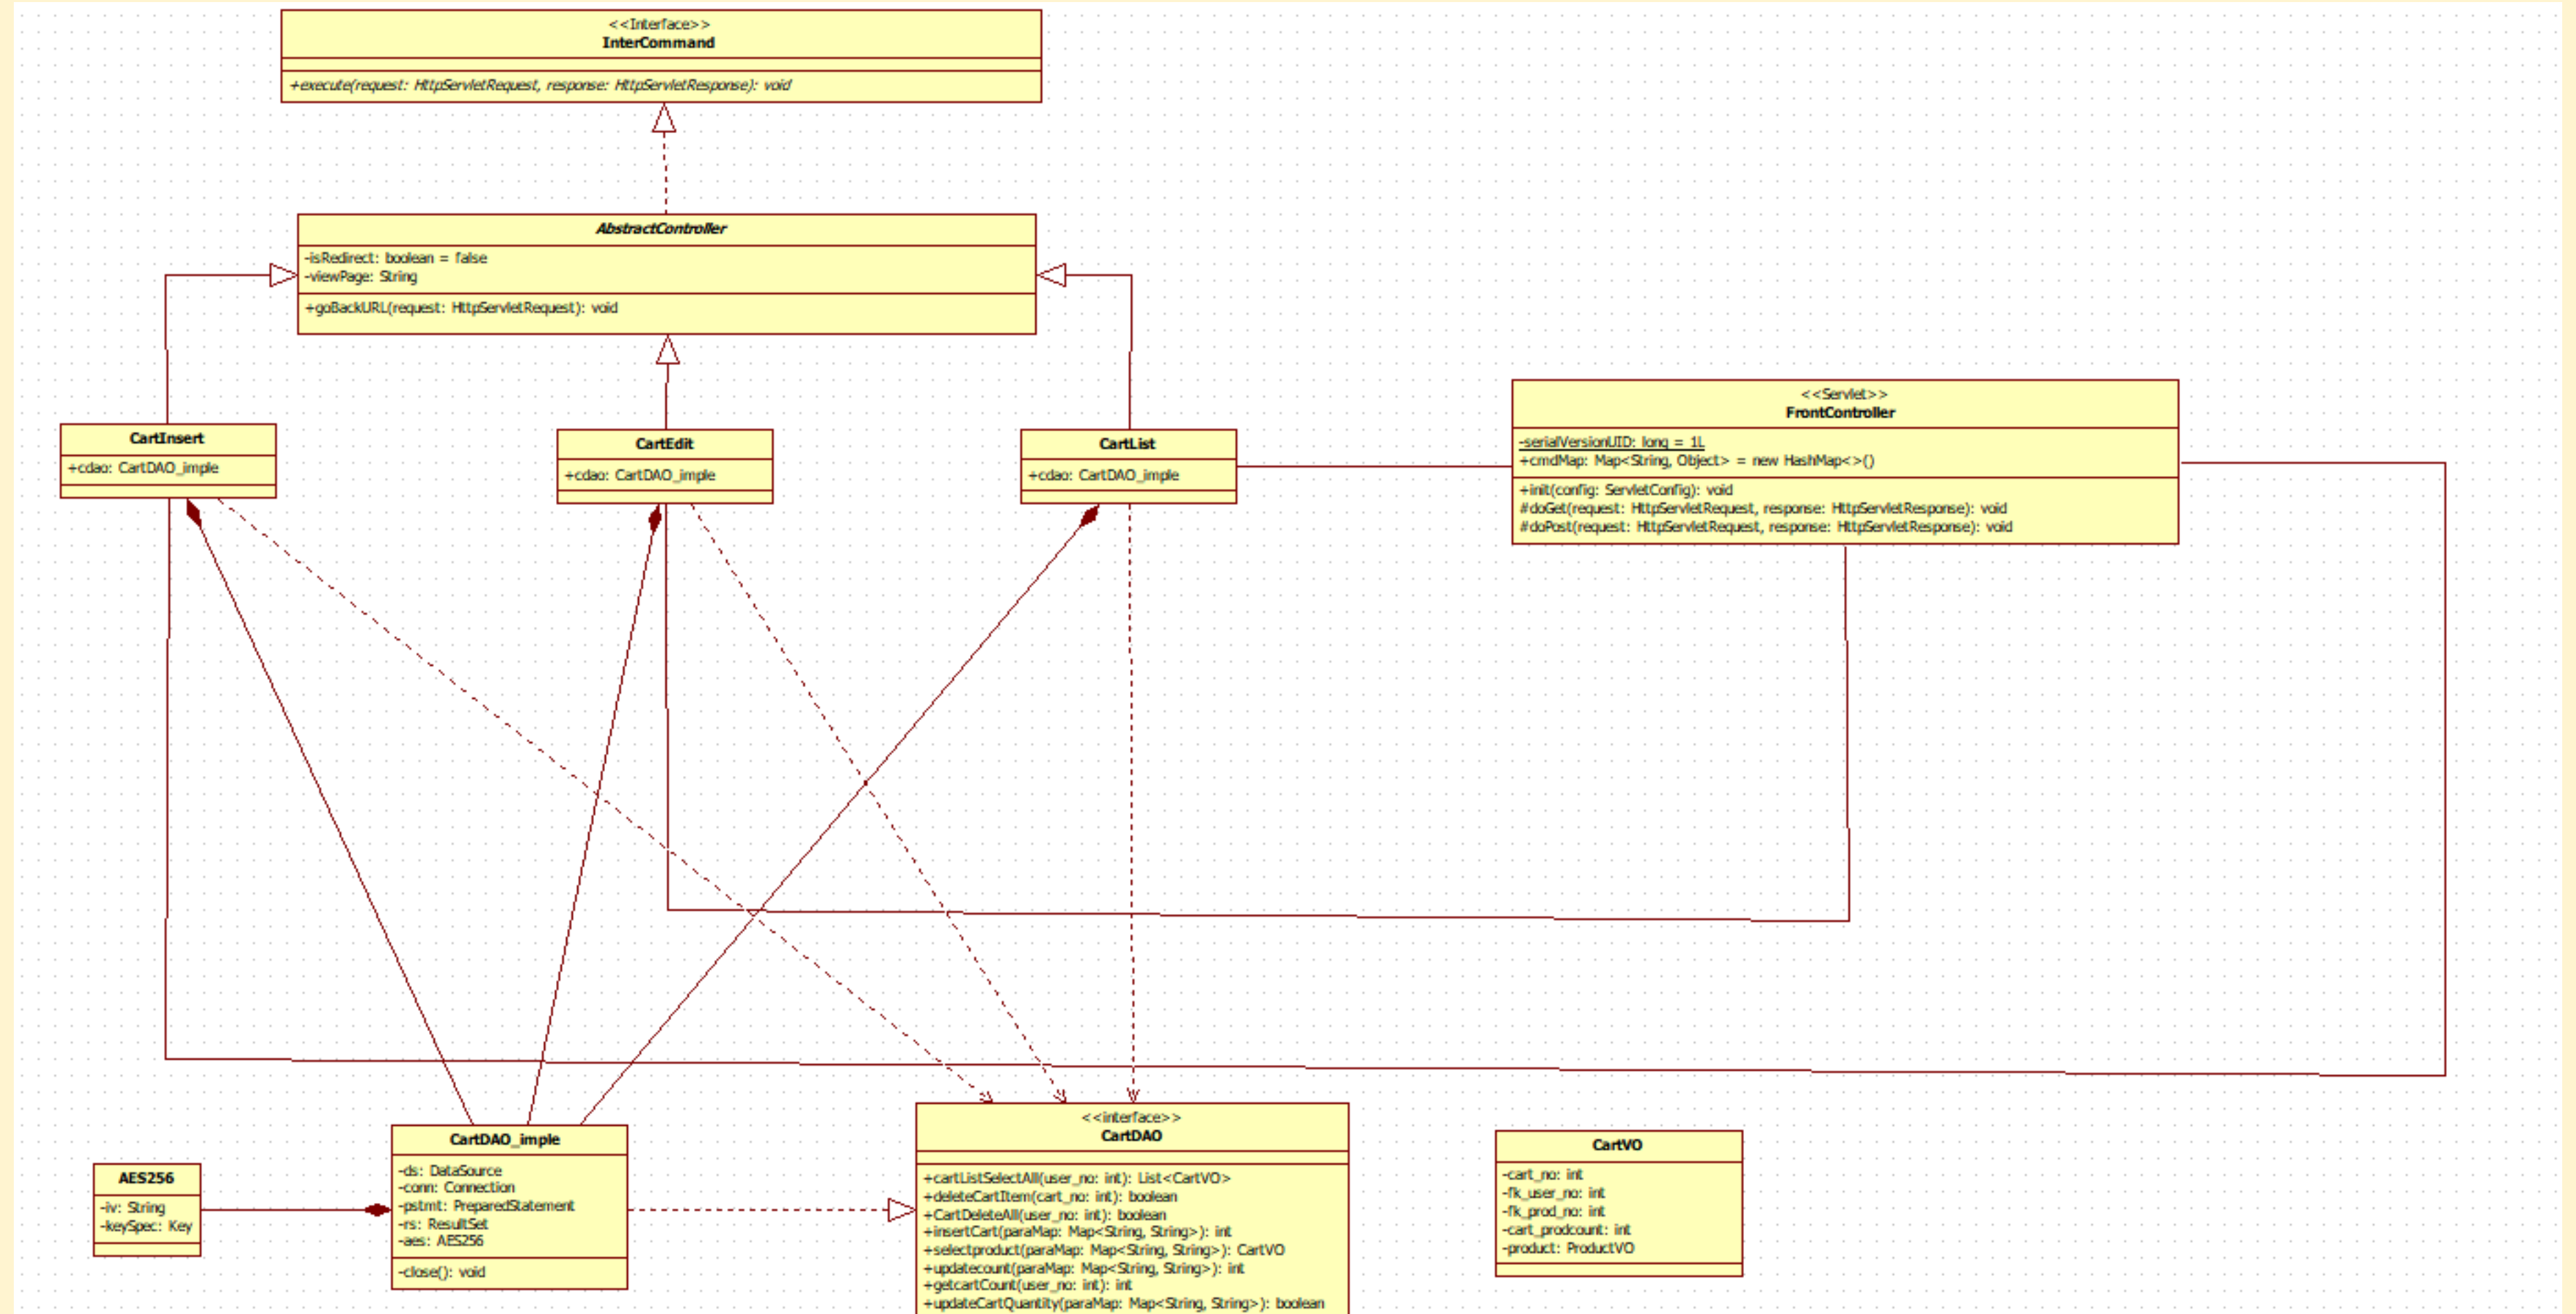 <<Interface>>
InterCommand
+execute(request: HttpServletRequest, response: HttpServletResponse): void
AbstractController
-isRedirect: boolean = false
-viewPage: String
+goBackURL(request: HttpServletRequest): void
CartInsert
+cdao: CartDAO_imple
CartEdit
+cdao: CartDAO_imple
CartList
+cdao: CartDAO_imple
<<Servlet>>
FrontController
-serialVersionUID: long = 1L
+cmdMap: Map<String, Object> = new HashMap<>()
+init(config: ServletConfig): void
#doGet(request: HttpServletRequest, response: HttpServletResponse): void
#doPost(request: HttpServletRequest, response: HttpServletResponse): void
AES256
-iv: String
-keySpec: Key
CartDAO_imple
-ds: DataSource
-conn: Connection
-pstmt: PreparedStatement
-rs: ResultSet
-aes: AES256
-close(): void
<<interface>>
CartDAO
+cartListSelectAll(user_no: int): List<CartVO>
+deleteCartItem(cart_no: int): boolean
+CartDeleteAll(user_no: int): boolean
+insertCart(paraMap: Map<String, String>): int
+selectproduct(paraMap: Map<String, String>): CartVO
+updatecount(paraMap: Map<String, String>): int
+getcartCount(user_no: int): int
+updateCartQuantity(paraMap: Map<String, String>): boolean
CartVO
-cart_no: int
-fk_user_no: int
-fk_prod_no: int
-cart_prodcount: int
-product: ProductVO